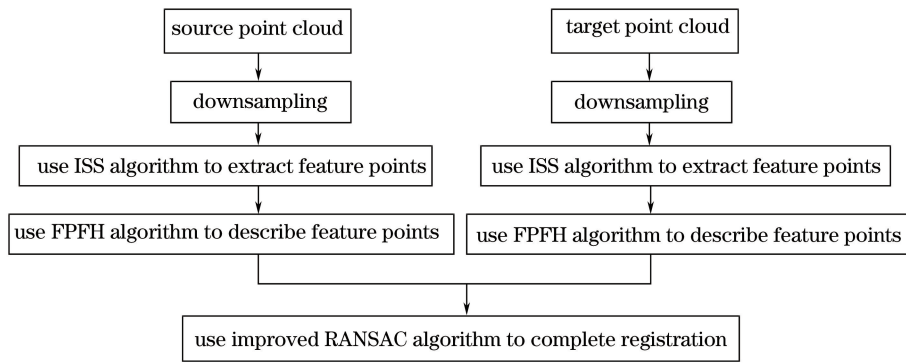 source point cloud
target point cloud
downsampling
downsampling
use ISS algorithm to extract feature points
use ISS algorithm to extract feature points
use FPFH algorithm to describe feature points
use FPFH algorithm to describe feature points
use improved RANSAC algorithm to complete registration